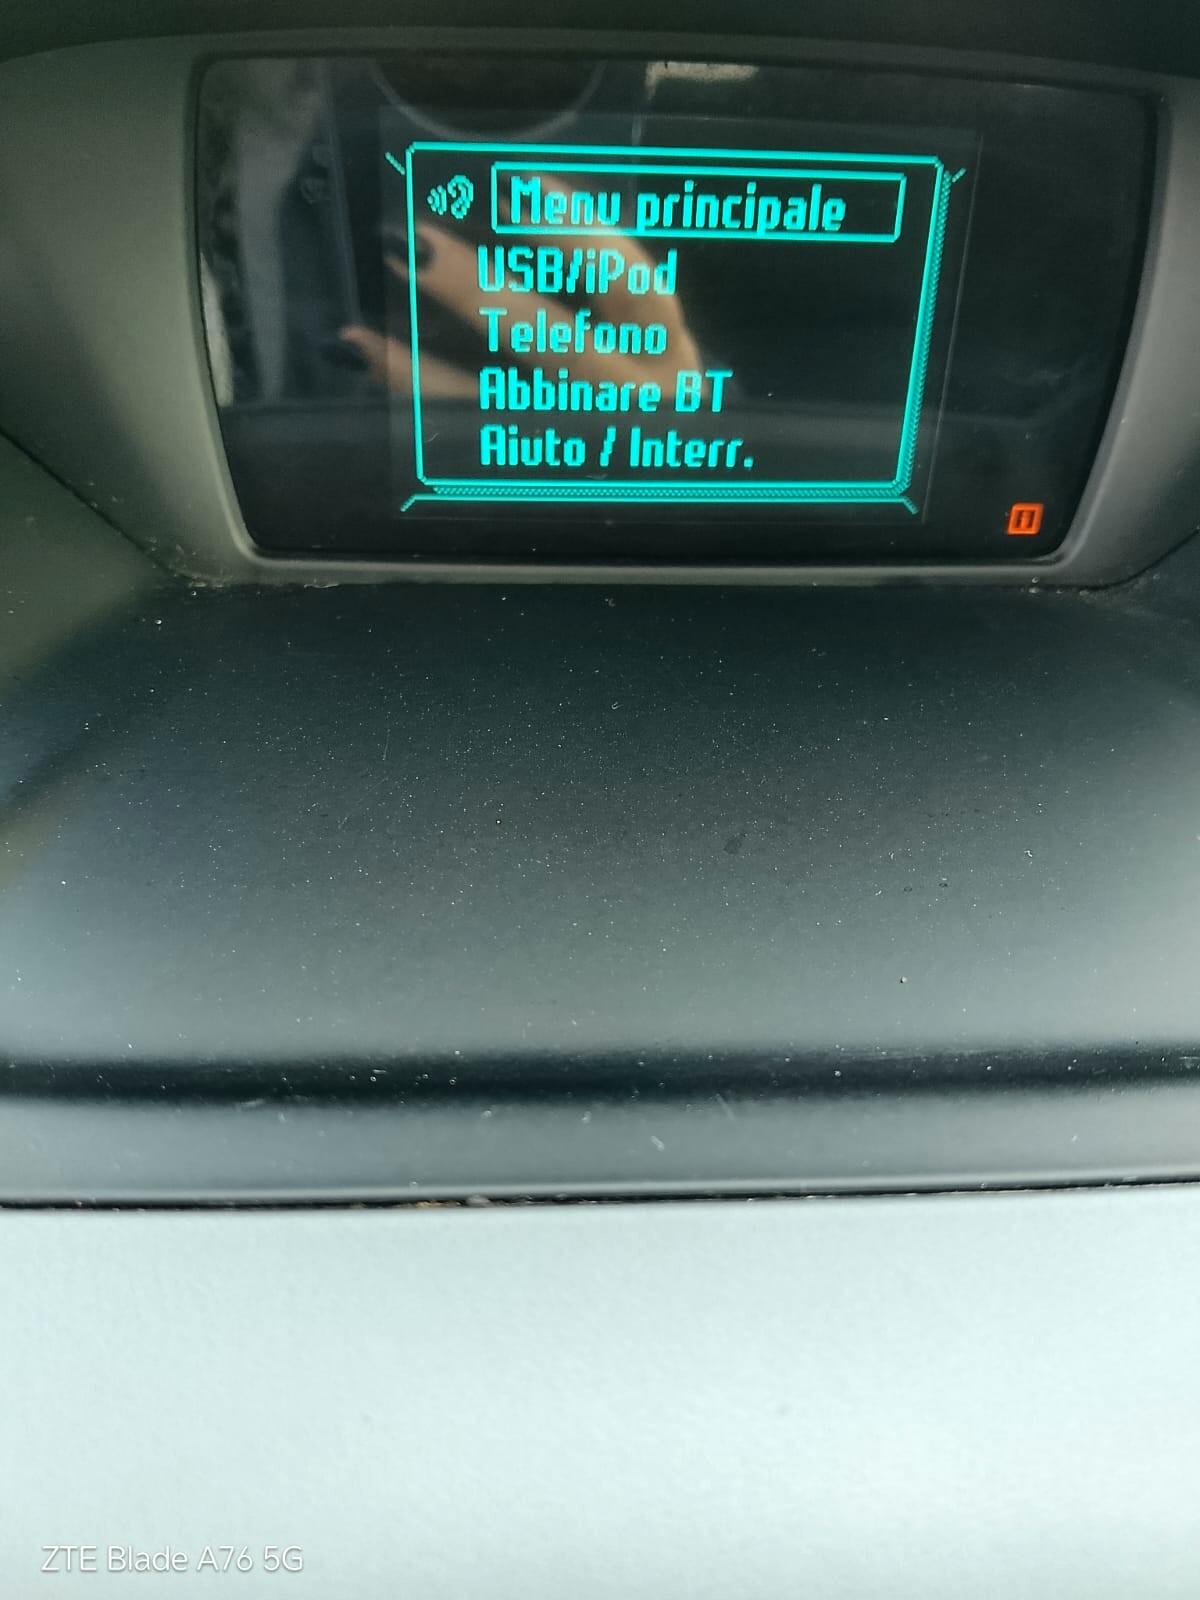 Menu principale
USB/iPod
Telefono
Abbinare BT
Aiuto / Interr.
ZTE Blade A76 5G